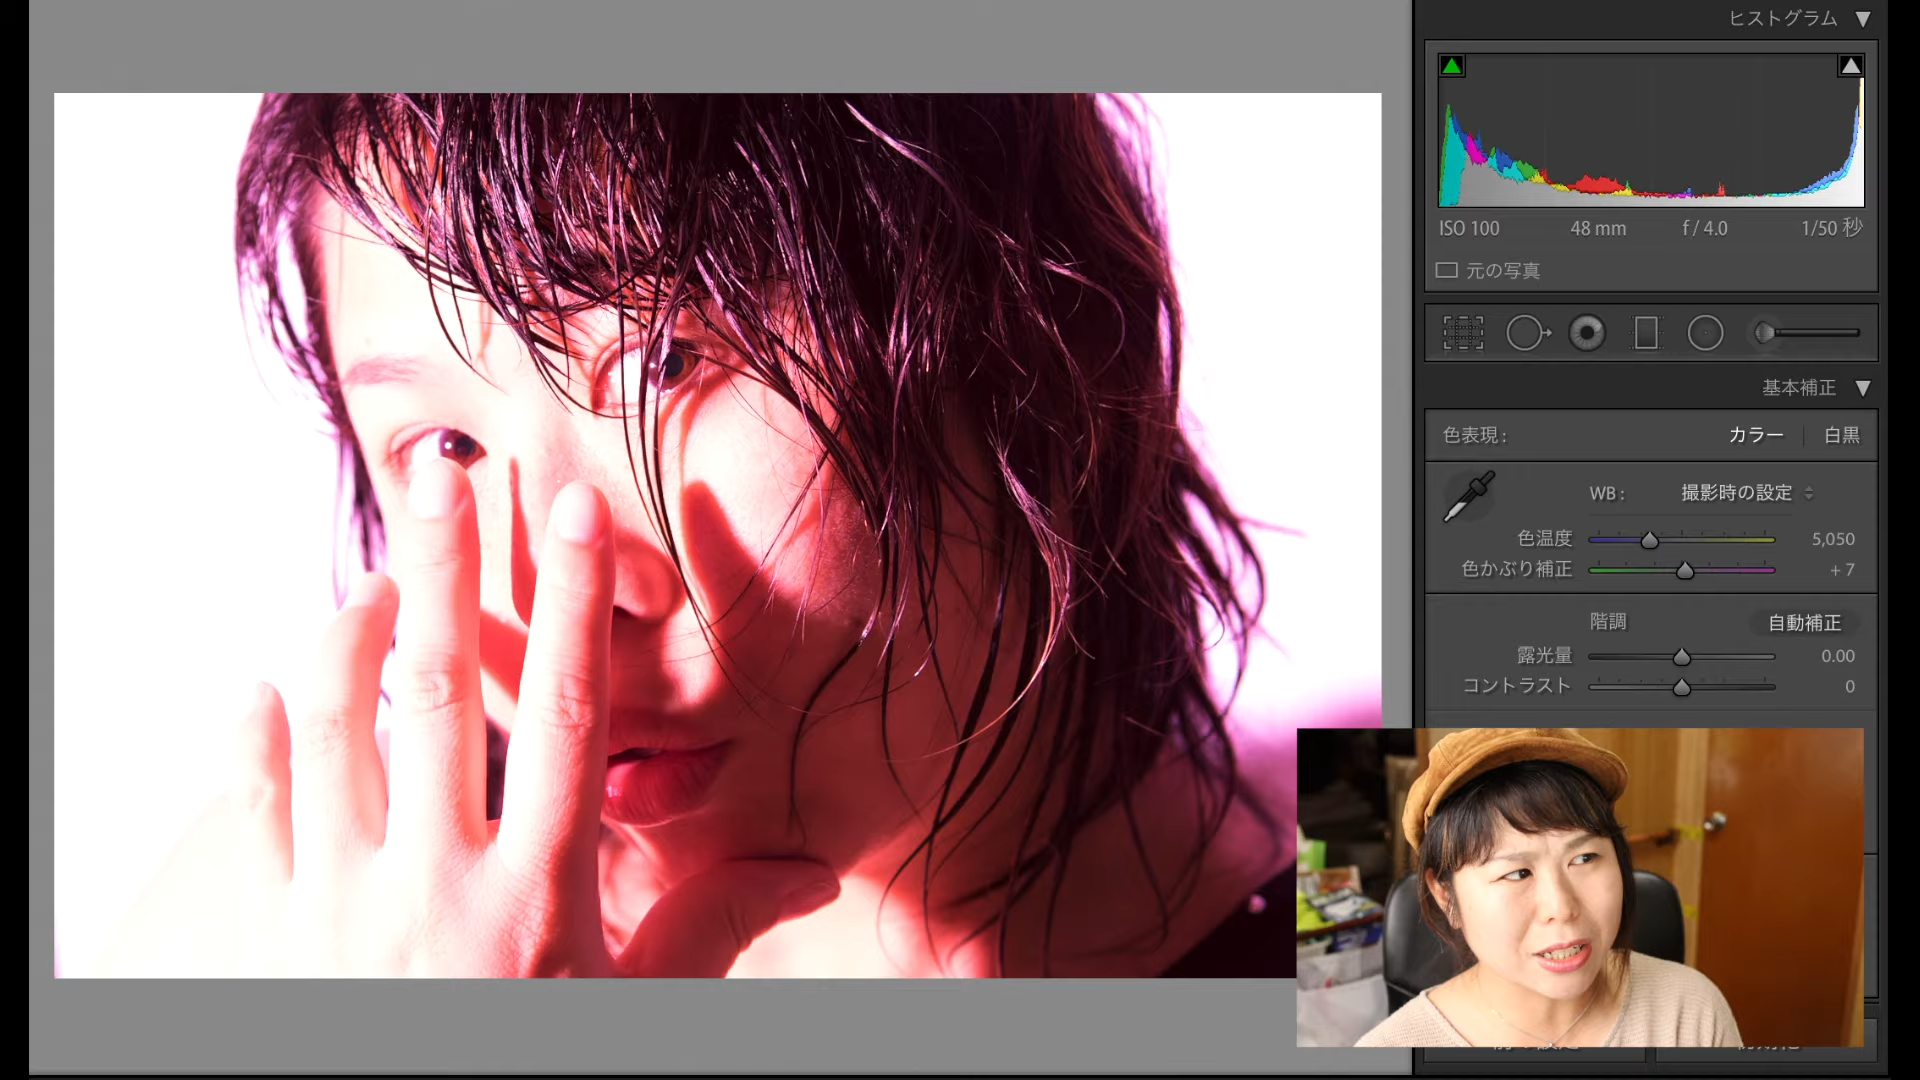 ヒストグラム
ISO 100 48 mm f / 4.0 1/50 秒
元の写真
基本補正
色表現 : カラー 白黒
WB : 撮影時の設定
色温度 5,050
色かぶり補正 + 7
階調 自動補正
露光量 0.00
コントラスト 0